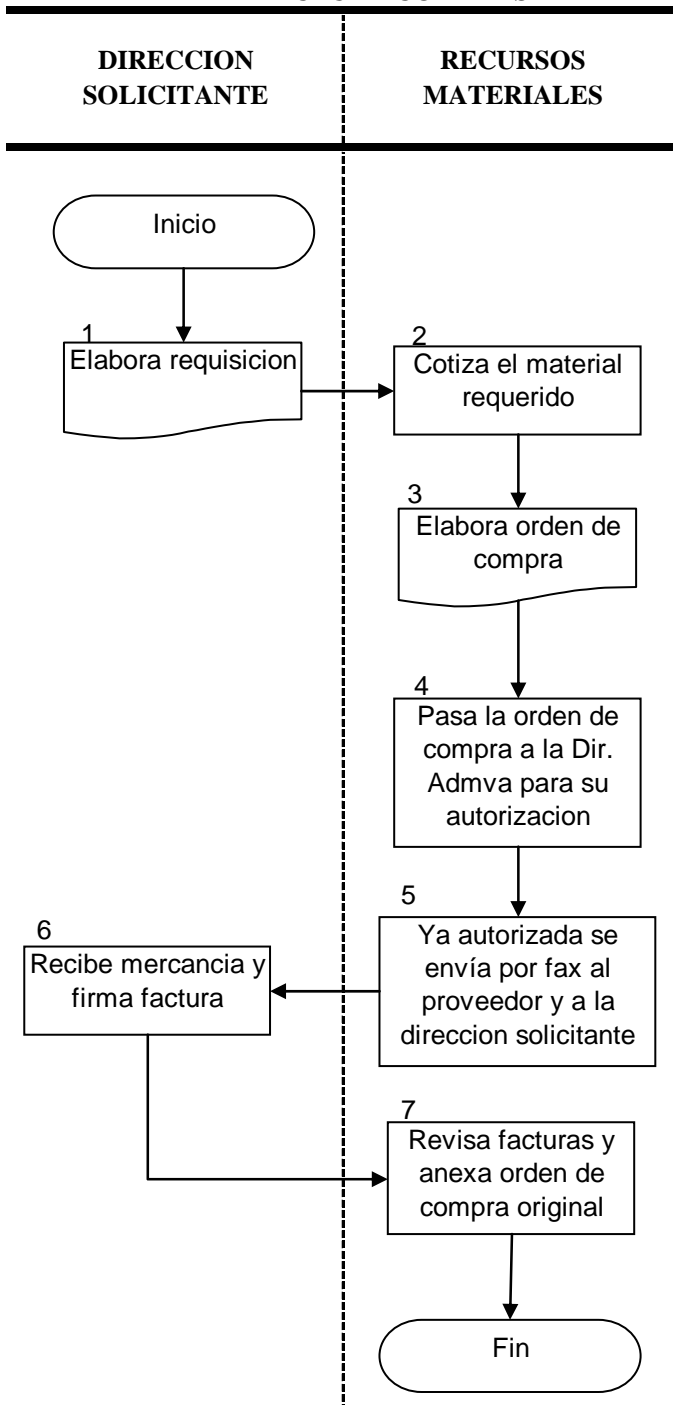 DIRECCION
SOLICITANTE
RECURSOS
MATERIALES
Inicio
1
Elabora requisicion
2
Cotiza el material
requerido
3
Elabora orden de
compra
4
Pasa la orden de
compra a la Dir.
Admva para su
autorizacion
5
Ya autorizada se
envía por fax al
proveedor y a la
direccion solicitante
6
Recibe mercancia y
firma factura
7
Revisa facturas y
anexa orden de
compra original
Fin